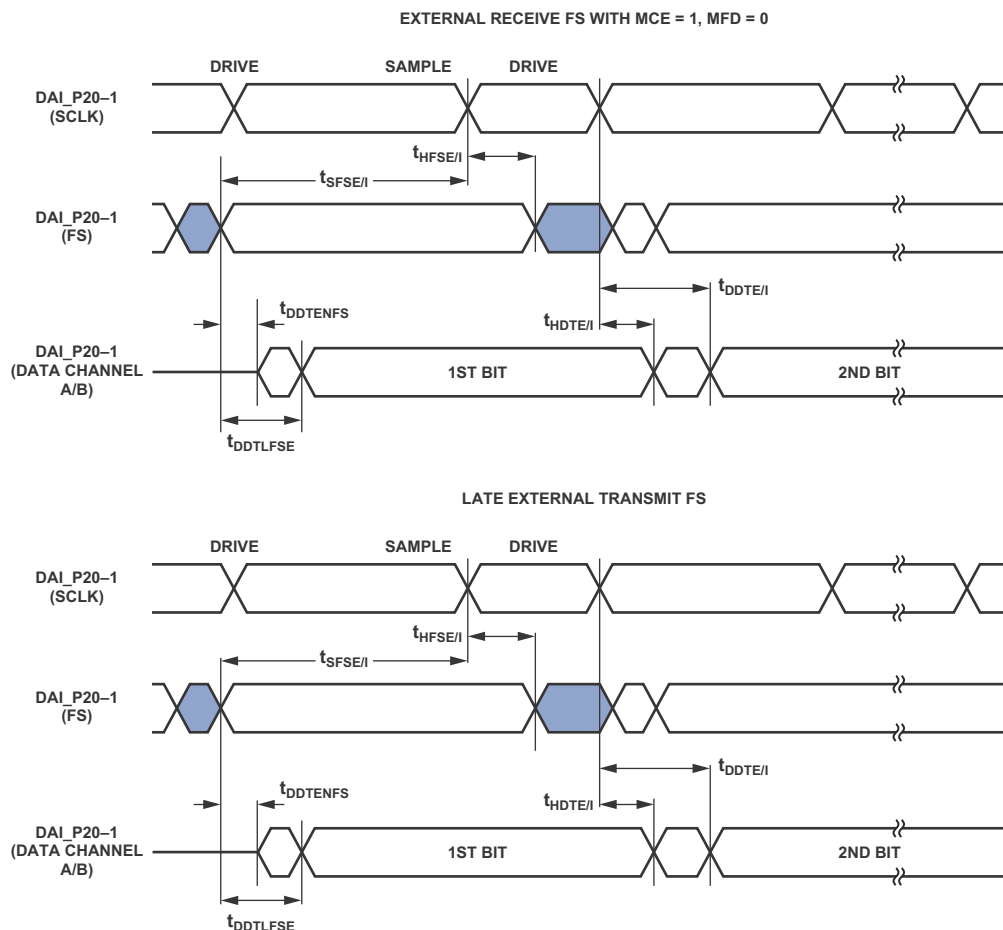 EXTERNAL RECEIVE FS WITH MCE = 1, MFD = 0
DRIVE SAMPLE DRIVE
DAI_P20–1
(SCLK)
tHFSE/I
tSFSE/I
DAI_P20–1
(FS)
tDDTE/I
tDDTENFS
tHDTE/I
DAI_P20–1
(DATA CHANNEL
A/B)
1ST BIT 2ND BIT
tDDTLFSE
LATE EXTERNAL TRANSMIT FS
DRIVE SAMPLE DRIVE
DAI_P20–1
(SCLK)
tHFSE/I
tSFSE/I
DAI_P20–1
(FS)
tDDTE/I
tDDTENFS
tHDTE/I
DAI_P20–1
(DATA CHANNEL
A/B)
1ST BIT 2ND BIT
tDDTLFSE